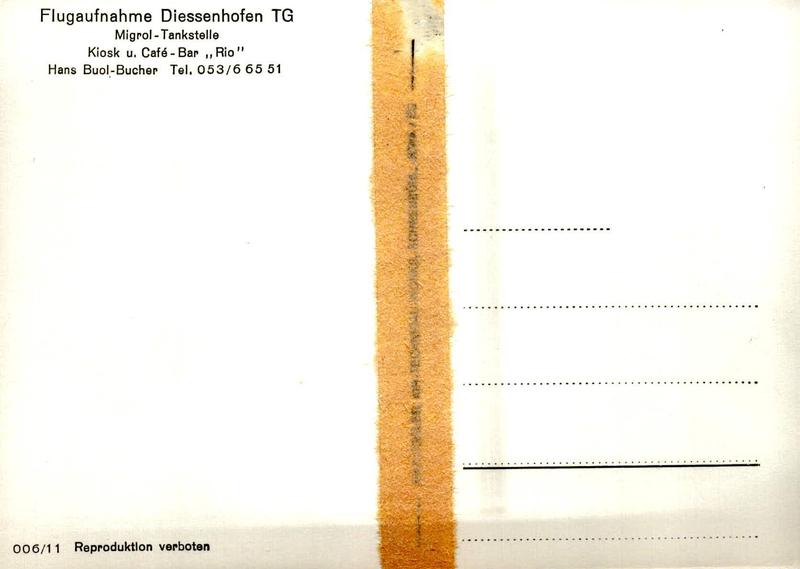 Flugaufnahme Diessenhofen TG
Migrol-Tankstelle
Kiosk u. Café-Bar „Rio”
Hans Buol-Bucher Tel. 053/6 65 51
006/11 Reproduktion verboten